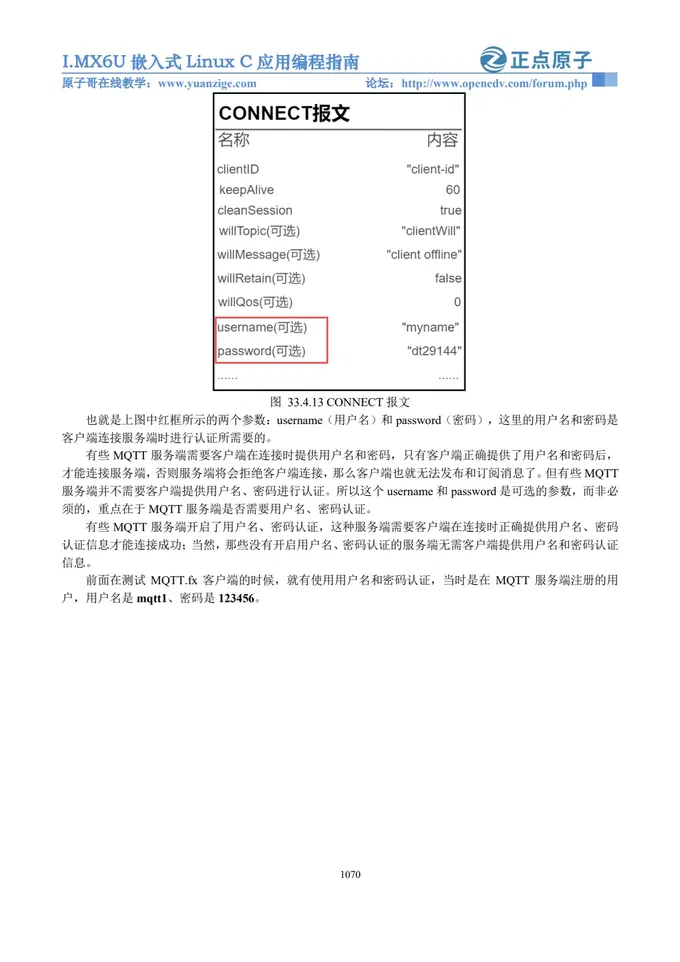 I.MX6U 嵌入式 Linux C 应用编程指南
正点原子
原子哥在线教学：www.yuanzige.com 论坛：http://www.openedv.com/forum.php
CONNECT报文
名称 内容
clientID "client-id"
keepAlive 60
cleanSession true
willTopic(可选) "clientWill"
willMessage(可选) "client offline"
willRetain(可选) false
willQos(可选) 0
username(可选) "myname"
password(可选) "dt29144"
...... ......
图 33.4.13 CONNECT 报文
也就是上图中红框所示的两个参数：username（用户名）和 password（密码），这里的用户名和密码是
客户端连接服务端时进行认证所需要的。
有些 MQTT 服务端需要客户端在连接时提供用户名和密码，只有客户端正确提供了用户名和密码后，
才能连接服务端，否则服务端将会拒绝客户端连接，那么客户端也就无法发布和订阅消息了。但有些 MQTT
服务端并不需要客户端提供用户名、密码进行认证。所以这个 username 和 password 是可选的参数，而非必
须的，重点在于 MQTT 服务端是否需要用户名、密码认证。
有些 MQTT 服务端开启了用户名、密码认证，这种服务端需要客户端在连接时正确提供用户名、密码
认证信息才能连接成功；当然，那些没有开启用户名、密码认证的服务端无需客户端提供用户名和密码认证
信息。
前面在测试 MQTT.fx 客户端的时候，就有使用用户名和密码认证，当时是在 MQTT 服务端注册的用
户，用户名是 mqtt1、密码是 123456。
1070